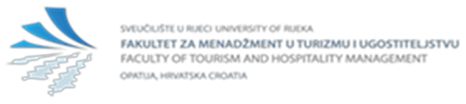 SVEUČILIŠTE U RIJECI UNIVERSITY OF RIJEKA
FAKULTET ZA MENADŽMENT U TURIZMU I UGOSTITELJSTVU
FACULTY OF TOURISM AND HOSPITALITY MANAGEMENT
OPATIJA, HRVATSKA CROATIA